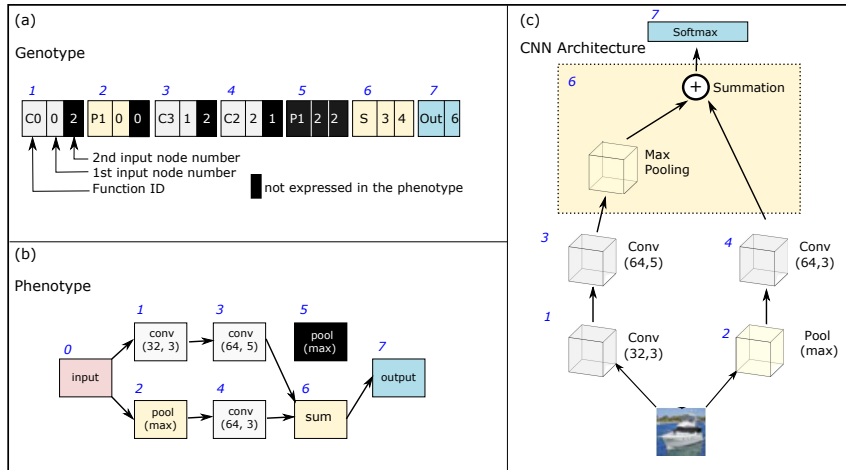 (a)
Genotype
1 2 3 4 5 6 7
C0 0 2 P1 0 0 C3 1 2 C2 2 1 P1 2 2 S 3 4 Out 6
2nd input node number
1st input node number
Function ID
not expressed in the phenotype
(b)
Phenotype
0
input
1
conv
(32, 3)
3
conv
(64, 5)
5
pool
(max)
2
pool
(max)
4
conv
(64, 3)
6
sum
7
output
(c)
CNN Architecture
7
Softmax
6
+
Summation
Max
Pooling
3
Conv
(64,5)
4
Conv
(64,3)
1
Conv
(32,3)
2
Pool
(max)